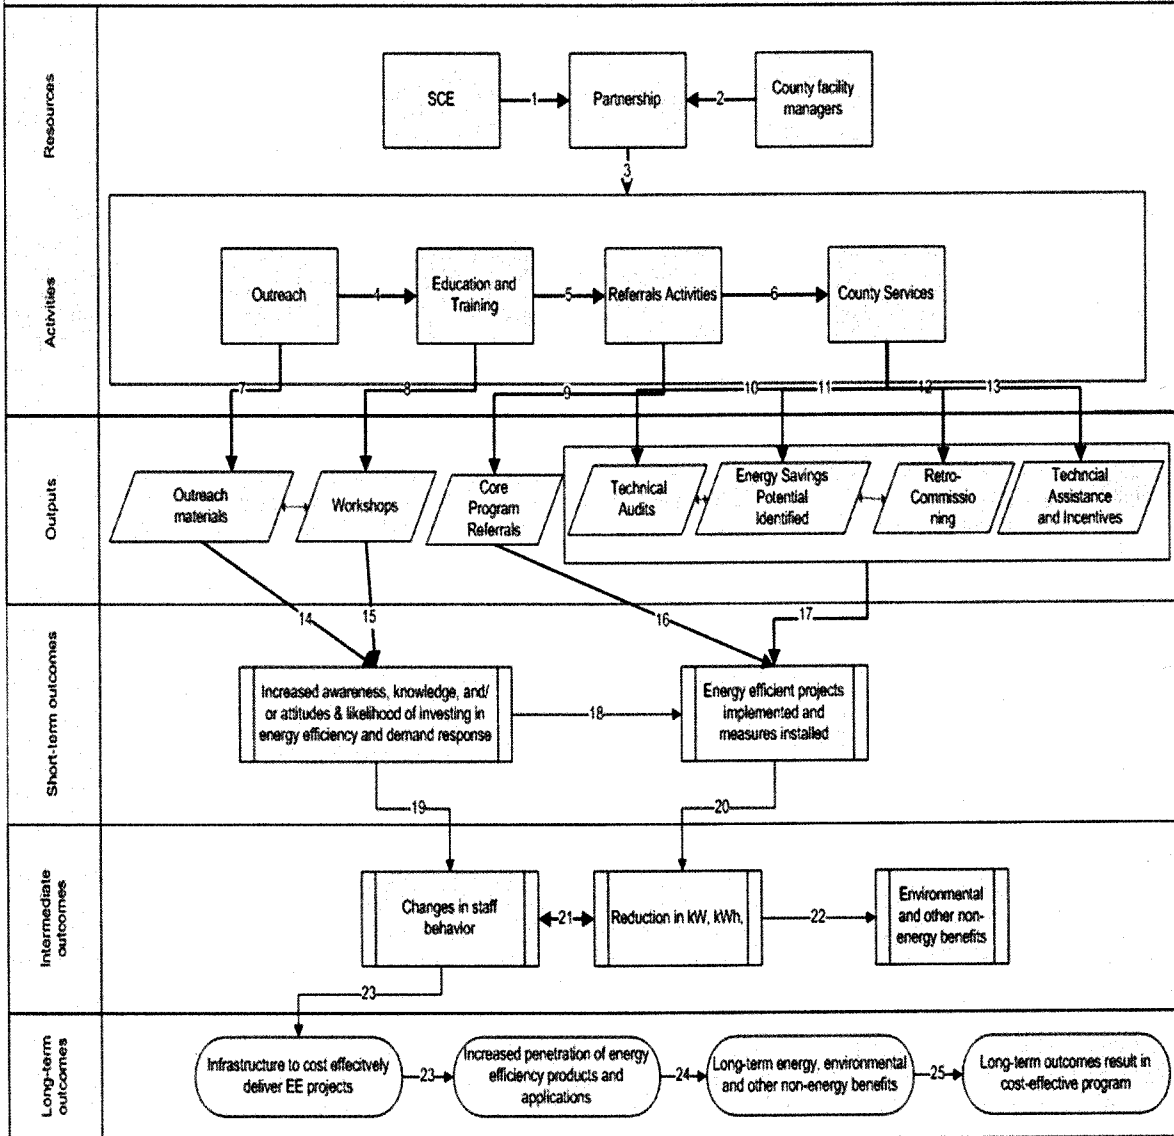 Resources
SCE
1
Partnership
2
County facility
managers
3
Activities
Outreach
4
Education and
Training
5
Referrals Activities
6
County Services
7
8
9
10
11
12
13
Outputs
Outreach
materials
Workshops
Core
Program
Referrals
Technical
Audits
Energy Savings
Potential
Identified
Retro-
Commissio
ning
Techncial
Assistance
and Incentives
14
15
16
17
Short-term outcomes
Increased awareness, knowledge, and/
or attitudes & likelihood of investing in
energy efficiency and demand response
18
Energy efficient projects
implemented and
measures installed
19
20
Intermediate
outcomes
Changes in staff
behavior
21
Reduction in kW, kWh,
22
Environmental
and other non-
energy benefits
23
Long-term
outcomes
Infrastructure to cost effectively
deliver EE projects
23
Increased penetration of energy
efficiency products and
applications
24
Long-term energy, environmental
and other non-energy benefits
25
Long-term outcomes result in
cost-effective program